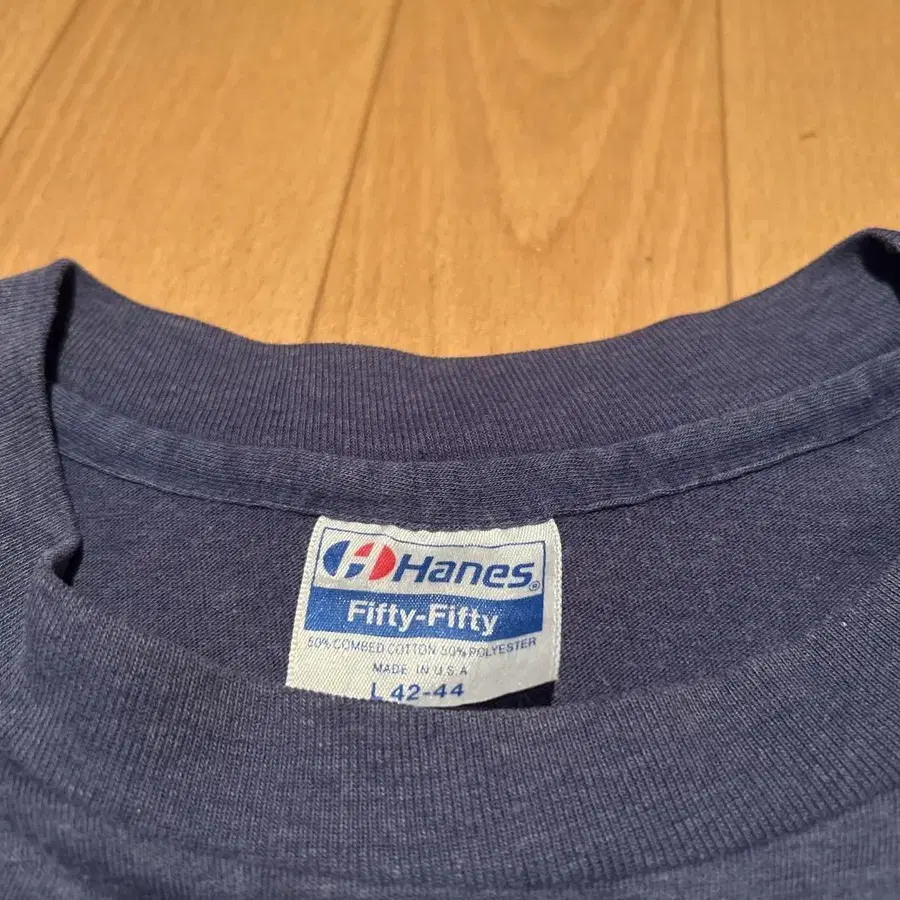 Hanes®
Fifty-Fifty
50% COMBED COTTON 50% POLYESTER
MADE IN U.S.A
L 42-44